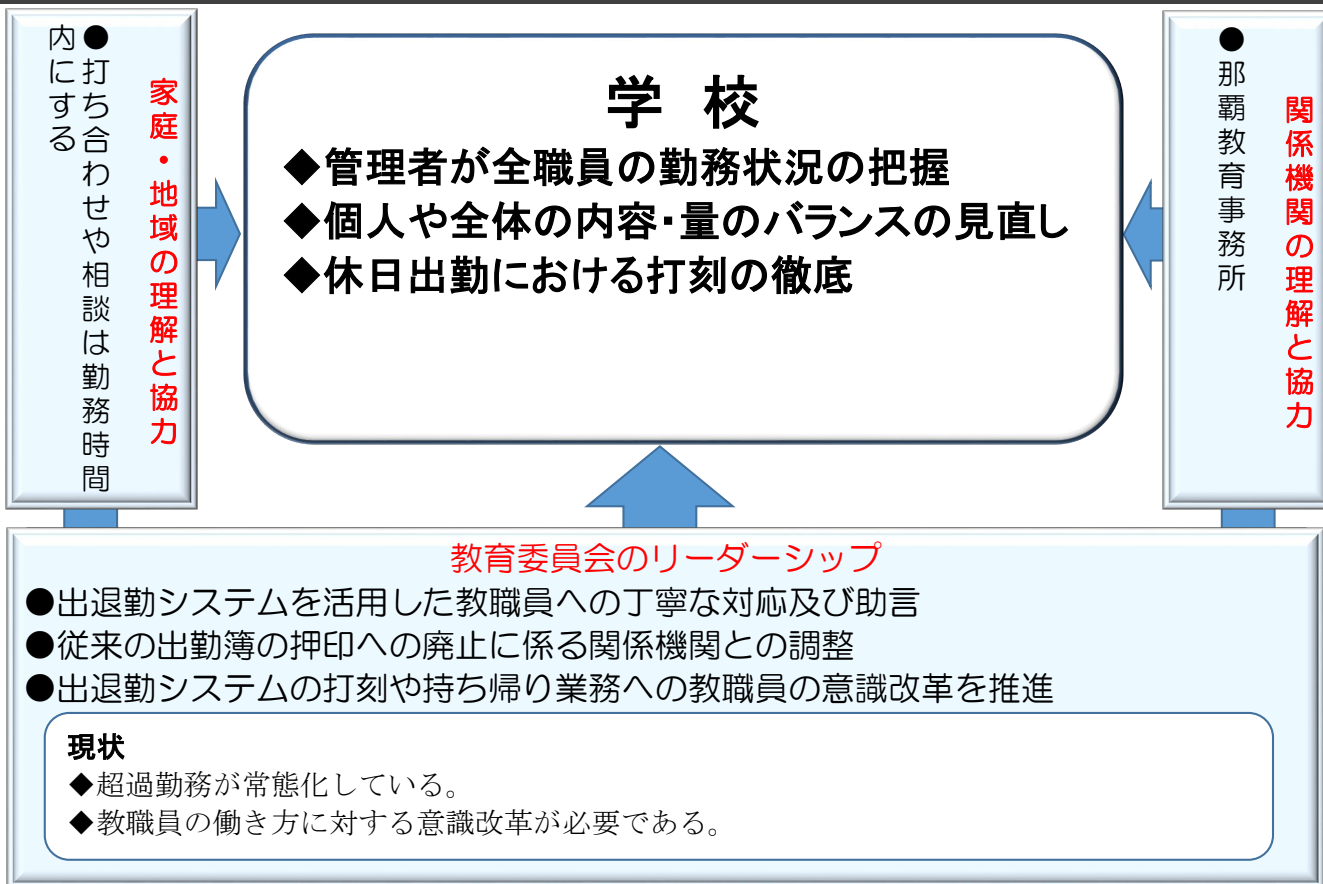 家庭・地域の理解と協力
●打ち合わせや相談は勤務時間
内にする
学 校
◆管理者が全職員の勤務状況の把握
◆個人や全体の内容・量のバランスの見直し
◆休日出勤における打刻の徹底
関係機関の理解と協力
●那覇教育事務所
教育委員会のリーダーシップ
●出退勤システムを活用した教職員への丁寧な対応及び助言
●従来の出勤簿の押印への廃止に係る関係機関との調整
●出退勤システムの打刻や持ち帰り業務への教職員の意識改革を推進
現状
◆超過勤務が常態化している。
◆教職員の働き方に対する意識改革が必要である。